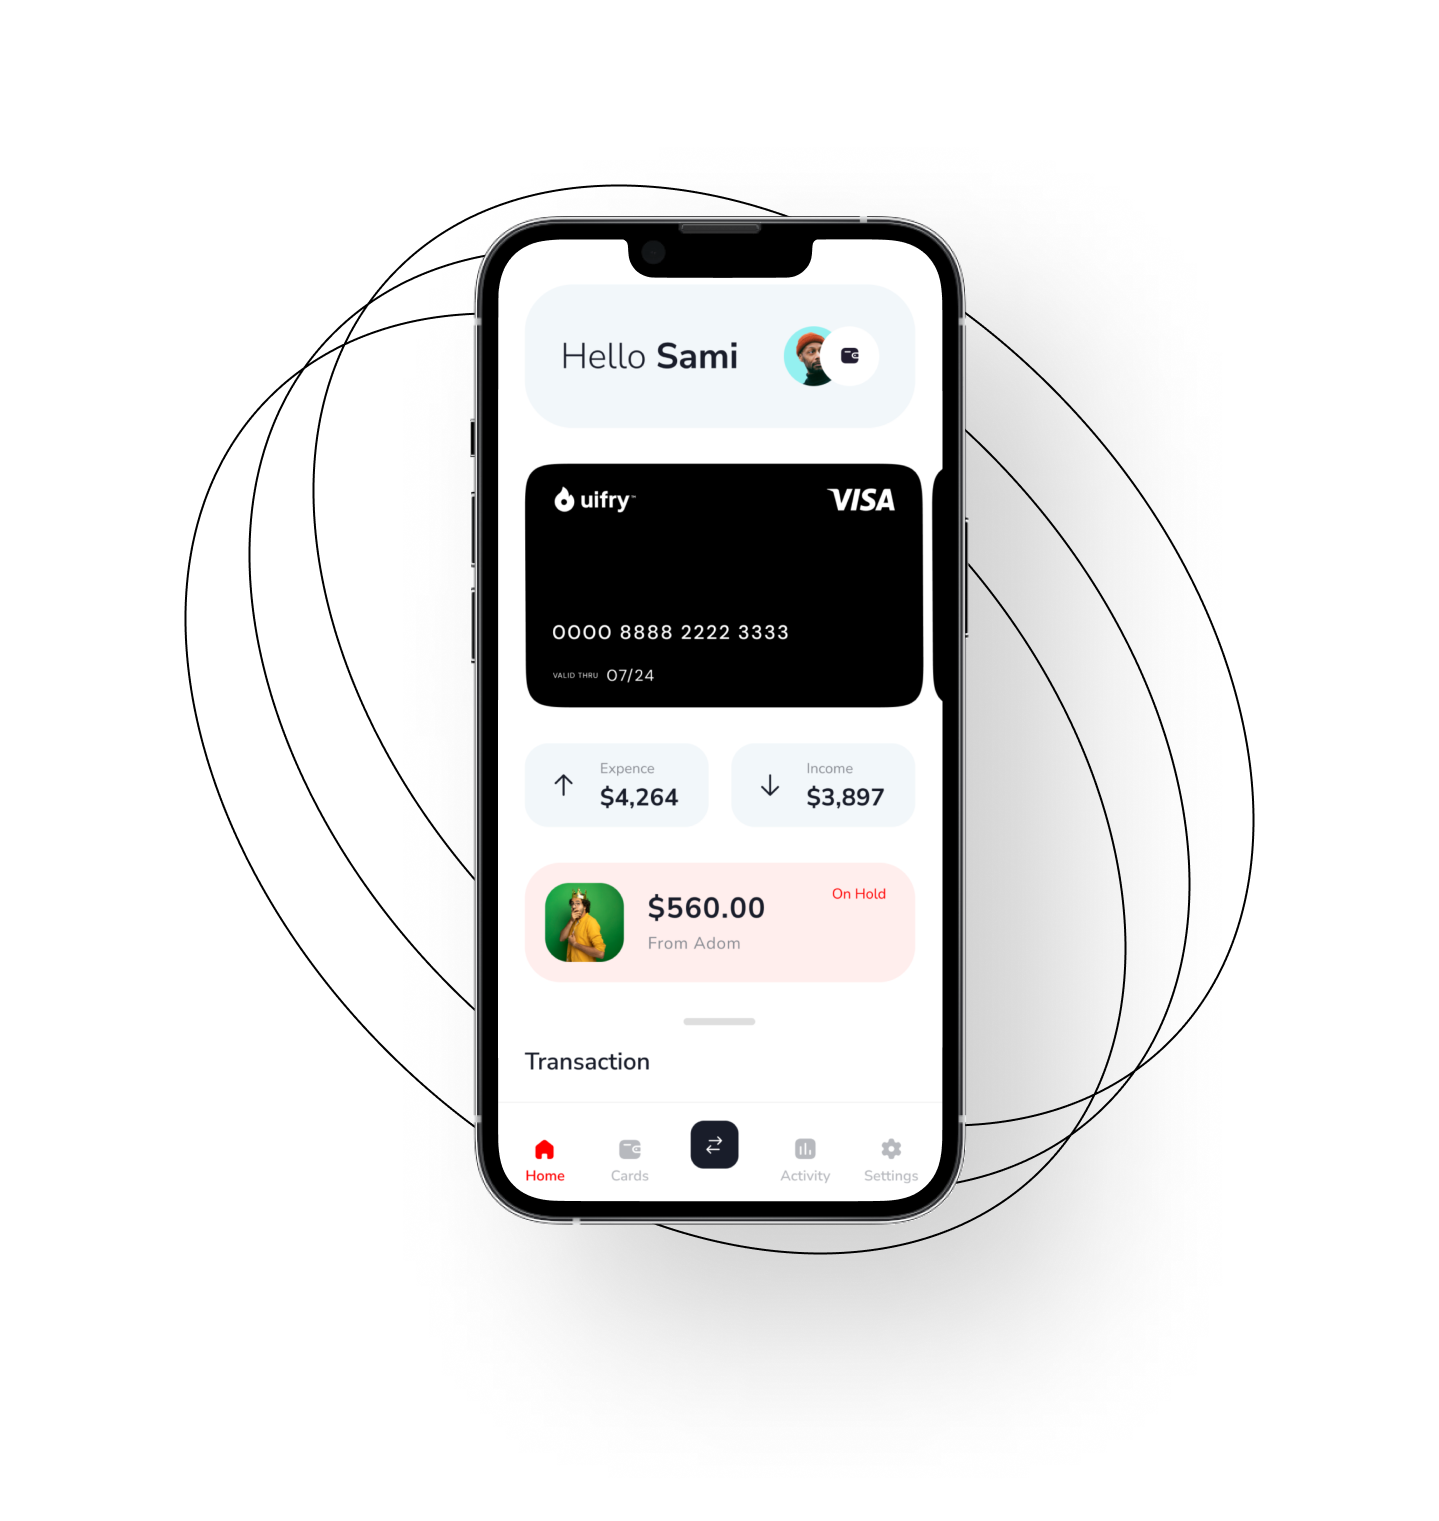 Hello Sami
uifry™
VISA
0000 8888 2222 3333
VALID THRU 07/24
Expence
$4,264
Income
$3,897
$560.00
On Hold
From Adom
Transaction
Home
Cards
Activity
Settings